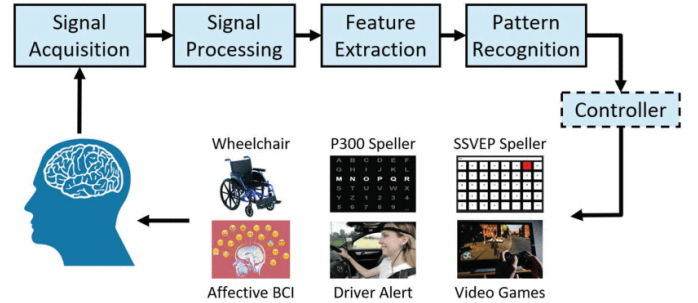 Signal
Acquisition
Signal
Processing
Feature
Extraction
Pattern
Recognition
Controller
Wheelchair
P300 Speller
SSVEP Speller
A B C D E F
G H I J K L
M N O P Q R
S T U V W X
Affective BCI
Driver Alert
Video Games